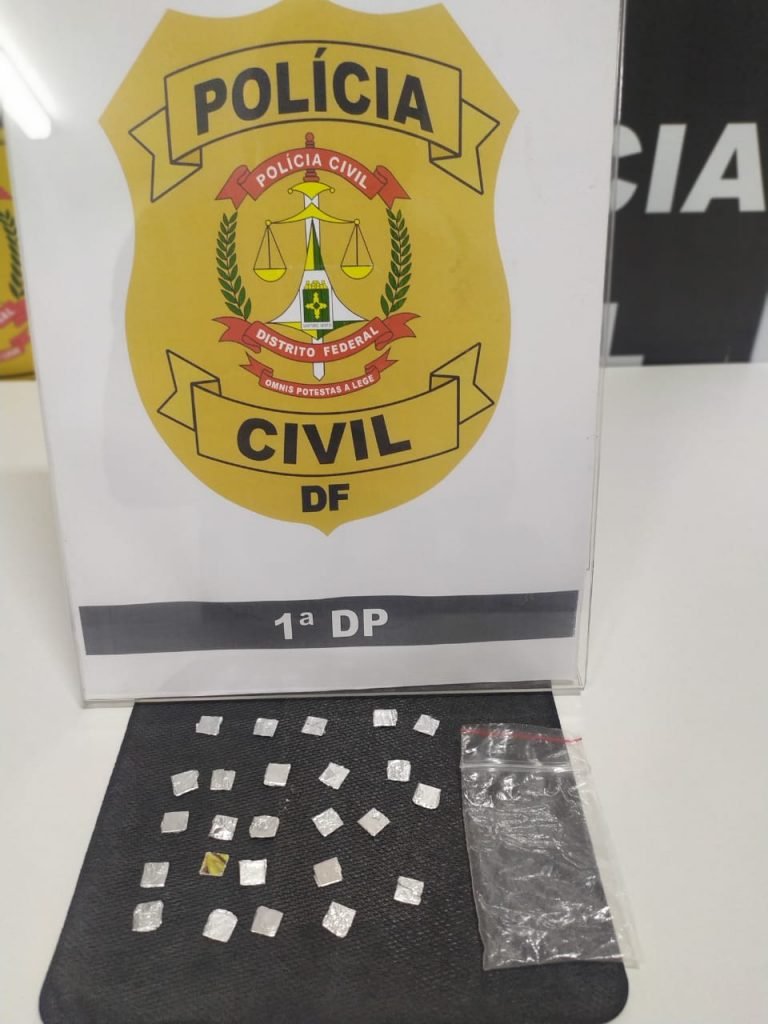 POLÍCIA
POLÍCIA CIVIL
DISTRITO FEDERAL
OMNIS POTESTAS A LEGE
CIVIL
DF
1ª DP
CIA